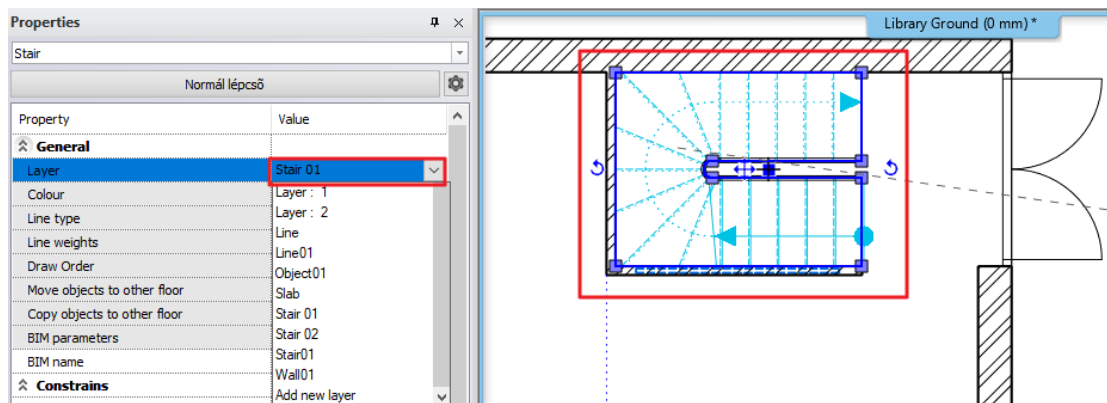 Properties
Stair
Normál lépcső
Property Value
General
Layer Stair 01
Colour Layer : 1
Line type Layer : 2
Line weights Line
Draw Order Line01
Move objects to other floor Object01
Copy objects to other floor Slab
BIM parameters Stair 01
BIM name Stair 02
Constrains Stair01
Wall01
Add new layer
Library Ground (0 mm) *